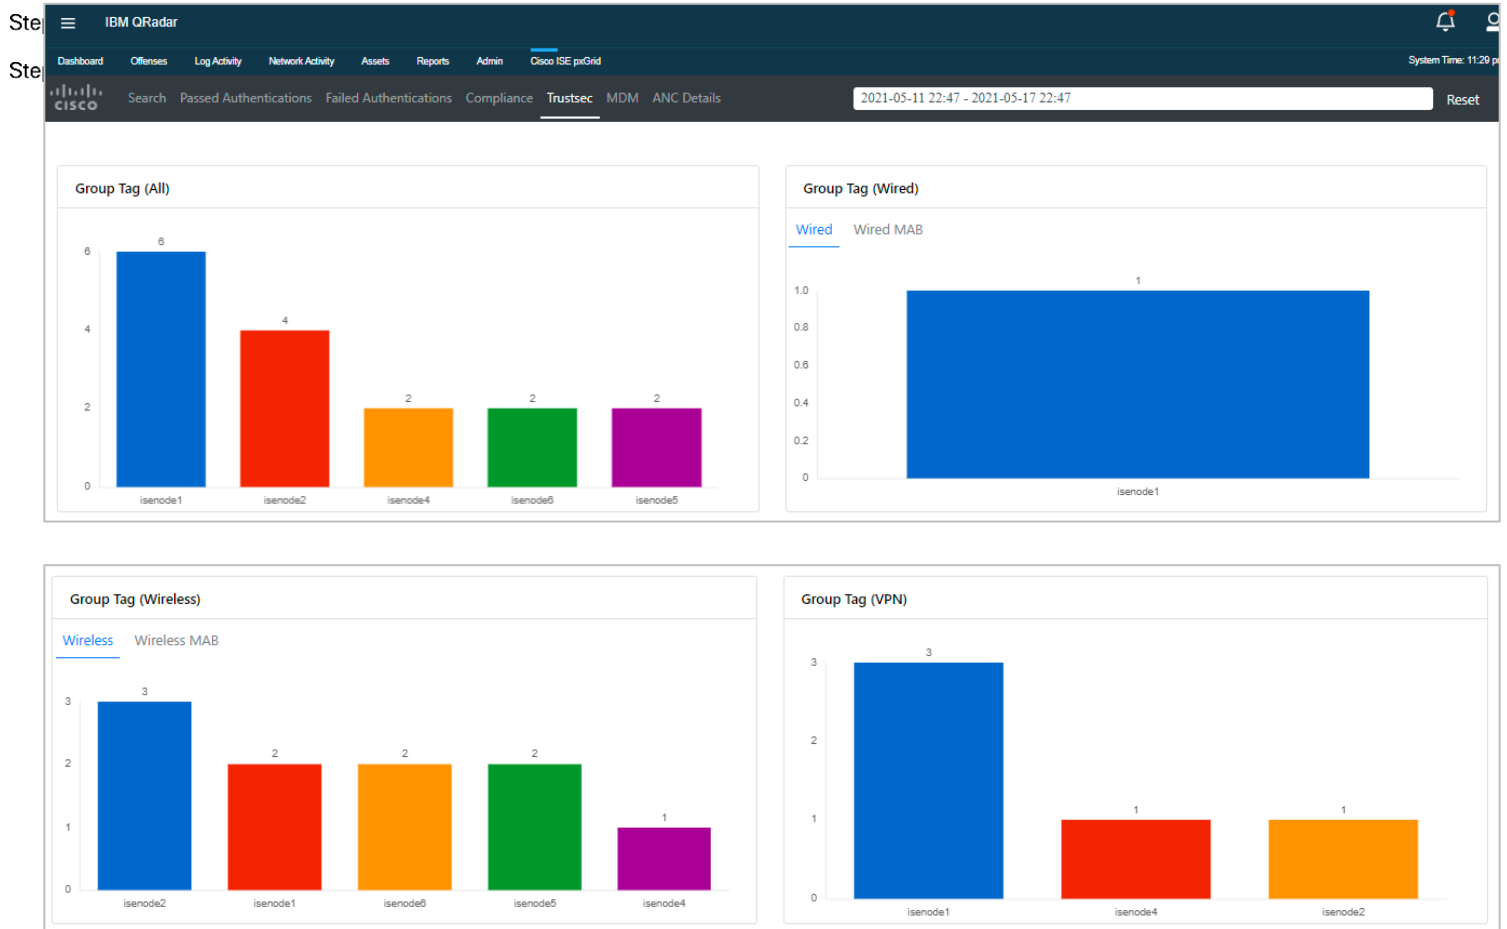 Ste
IBM QRadar
Ste
Dashboard Offenses Log Activity Network Activity Assets Reports Admin Cisco ISE pxGrid System Time: 11:29 p
CISCO Search Passed Authentications Failed Authentications Compliance Trustsec MDM ANC Details 2021-05-11 22:47 - 2021-05-17 22:47 Reset
Group Tag (All)
6
6
4
4
2 2 2
2
0
isenode1 isenode2 isenode4 isenode6 isenode5
Group Tag (Wired)
Wired Wired MAB
1
1.0
0.8
0.6
0.4
0.2
0
isenode1
Group Tag (Wireless)
Wireless Wireless MAB
3
3
2 2 2
2
1
1
0
isenode2 isenode1 isenode6 isenode5 isenode4
Group Tag (VPN)
3
3
2
1 1
1
0
isenode1 isenode4 isenode2